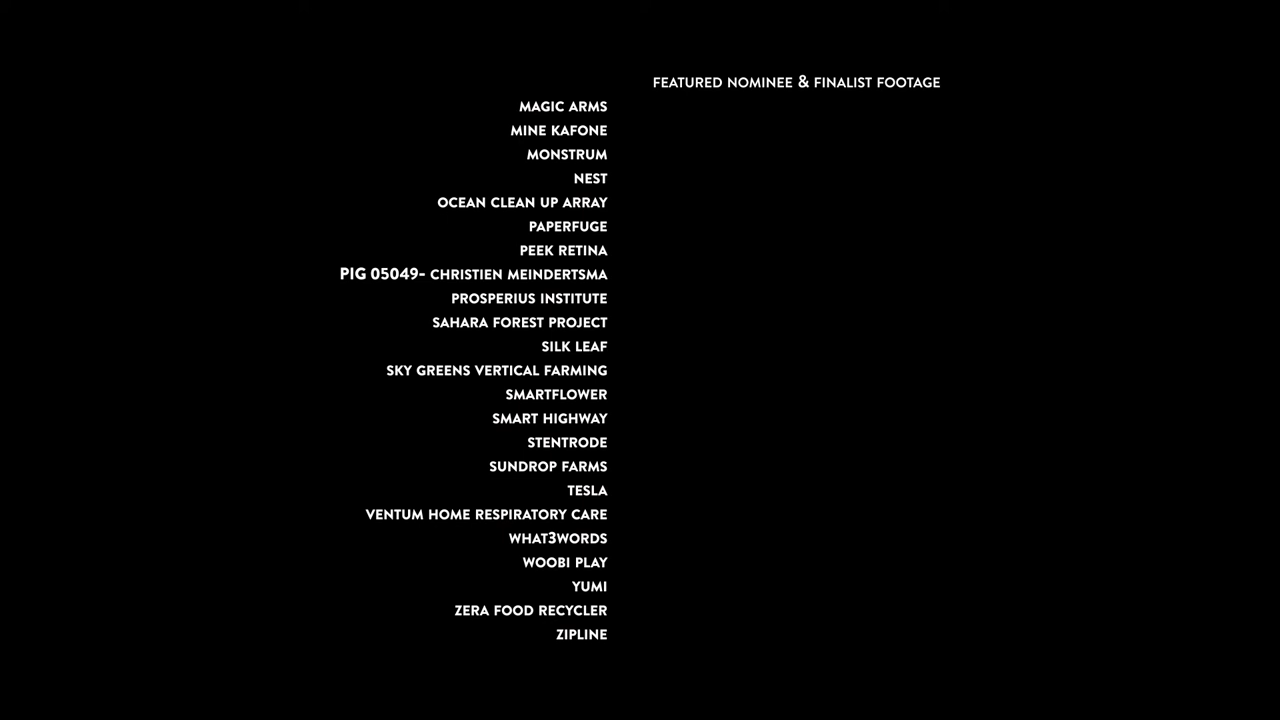 FEATURED NOMINEE & FINALIST FOOTAGE
MAGIC ARMS
MINE KAFONE
MONSTRUM
NEST
OCEAN CLEAN UP ARRAY
PAPERFUGE
PEEK RETINA
PIG 05049- CHRISTIEN MEINDERTSMA
PROSPERIUS INSTITUTE
SAHARA FOREST PROJECT
SILK LEAF
SKY GREENS VERTICAL FARMING
SMARTFLOWER
SMART HIGHWAY
STENTRODE
SUNDROP FARMS
TESLA
VENTUM HOME RESPIRATORY CARE
WHAT3WORDS
WOOBI PLAY
YUMI
ZERA FOOD RECYCLER
ZIPLINE